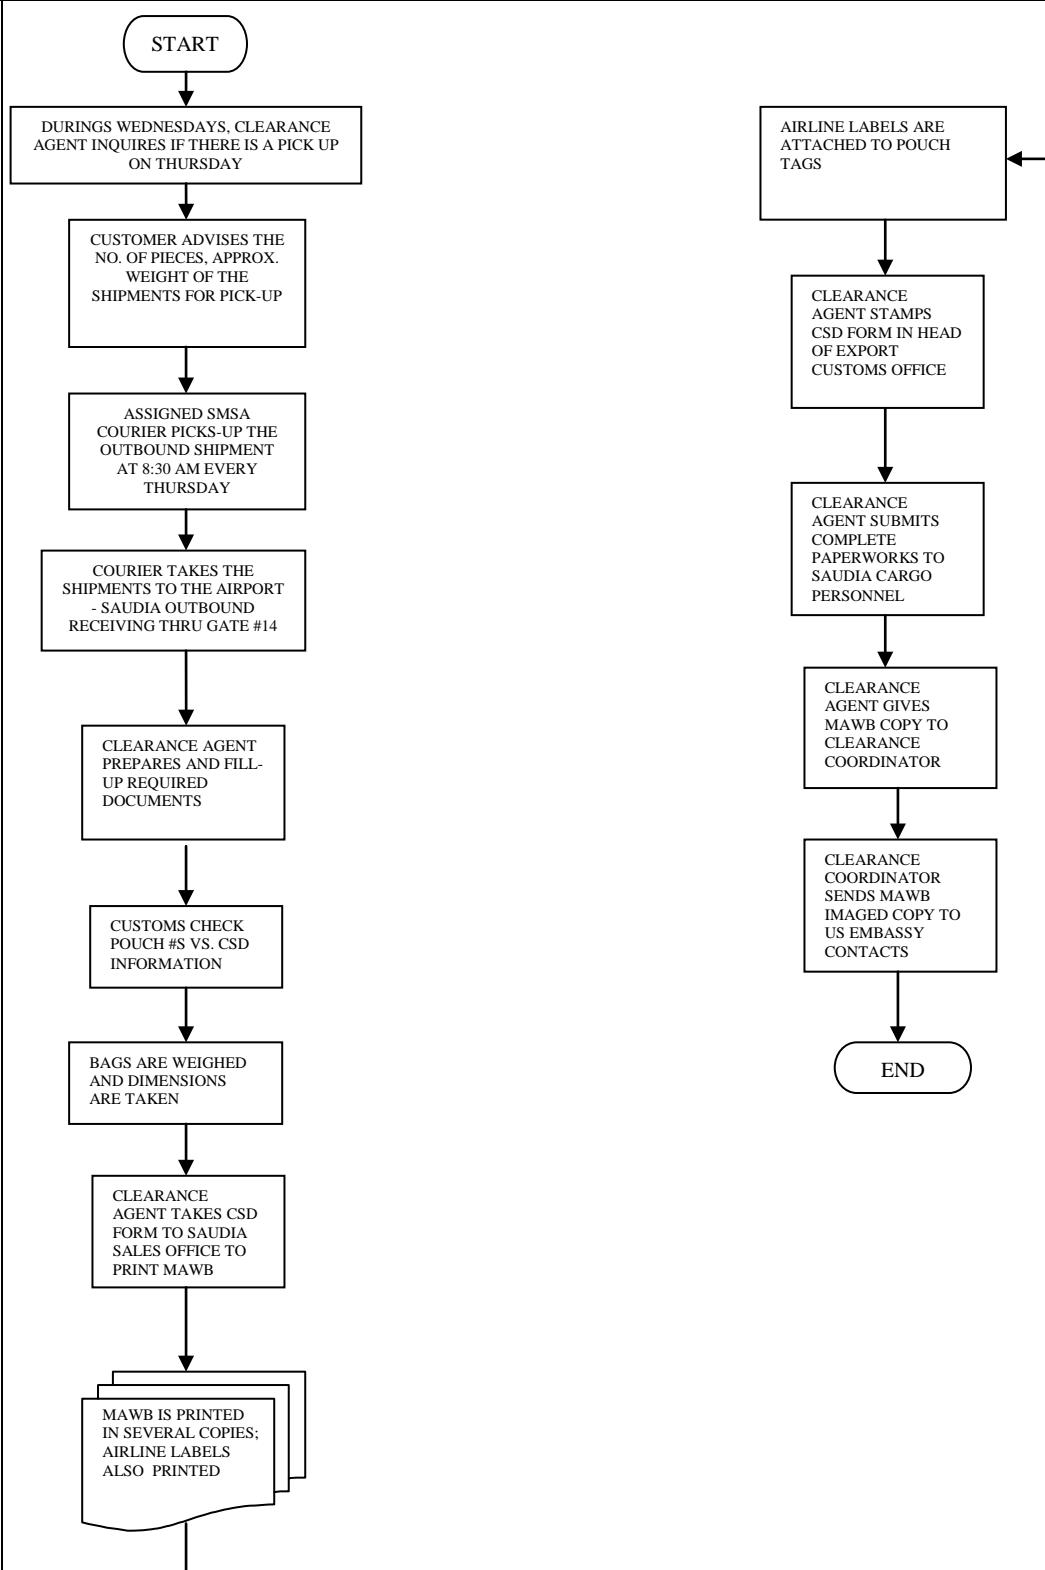 START
DURINGS WEDNESDAYS, CLEARANCE
AGENT INQUIRES IF THERE IS A PICK UP
ON THURSDAY
CUSTOMER ADVISES THE
NO. OF PIECES, APPROX.
WEIGHT OF THE
SHIPMENTS FOR PICK-UP
ASSIGNED SMSA
COURIER PICKS-UP THE
OUTBOUND SHIPMENT
AT 8:30 AM EVERY
THURSDAY
COURIER TAKES THE
SHIPMENTS TO THE AIRPORT
- SAUDIA OUTBOUND
RECEIVING THRU GATE #14
CLEARANCE AGENT
PREPARES AND FILL-
UP REQUIRED
DOCUMENTS
CUSTOMS CHECK
POUCH #S VS. CSD
INFORMATION
BAGS ARE WEIGHED
AND DIMENSIONS
ARE TAKEN
CLEARANCE
AGENT TAKES CSD
FORM TO SAUDIA
SALES OFFICE TO
PRINT MAWB
MAWB IS PRINTED
IN SEVERAL COPIES;
AIRLINE LABELS
ALSO PRINTED
AIRLINE LABELS ARE
ATTACHED TO POUCH
TAGS
CLEARANCE
AGENT STAMPS
CSD FORM IN HEAD
OF EXPORT
CUSTOMS OFFICE
CLEARANCE
AGENT SUBMITS
COMPLETE
PAPERWORKS TO
SAUDIA CARGO
PERSONNEL
CLEARANCE
AGENT GIVES
MAWB COPY TO
CLEARANCE
COORDINATOR
CLEARANCE
COORDINATOR
SENDS MAWB
IMAGED COPY TO
US EMBASSY
CONTACTS
END